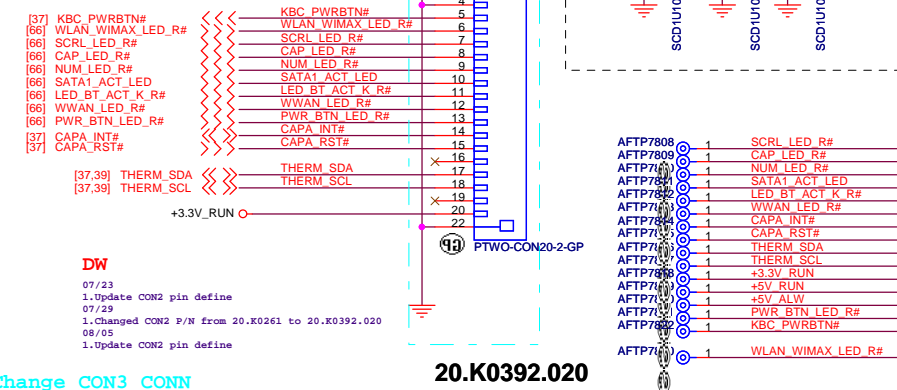 [37] KBC_PWRBTN# KBC_PWRBTN# 5
[66] WLAN_WIMAX_LED_R# WLAN_WIMAX_LED_R# 6
[66] SCRL_LED_R# SCRL_LED_R# 7
[66] CAP_LED_R# CAP_LED_R# 8
[66] NUM_LED_R# NUM_LED_R# 9
[66] SATA1_ACT_LED SATA1_ACT_LED 10
[66] LED_BT_ACT_K_R# LED_BT_ACT_K_R# 11
[66] WWAN_LED_R# WWAN_LED_R# 12
[66] PWR_BTN_LED_R# PWR_BTN_LED_R# 13
[37] CAPA_INT# CAPA_INT# 14
[37] CAPA_RST# CAPA_RST# 15
16
[37,39] THERM_SDA THERM_SDA 17
[37,39] THERM_SCL THERM_SCL 18
19
+3.3V_RUN 20
22
GP PTWO-CON20-2-GP
DW
07/23
1.Update CON2 pin define
07/29
1.Changed CON2 P/N from 20.K0261 to 20.K0392.020
08/05
1.Update CON2 pin define
Change CON3 CONN
20.K0392.020
SCD1U10
SCD1U10
SCD1U10
AFTP7808 1 SCRL_LED_R#
AFTP7809 1 CAP_LED_R#
1 NUM_LED_R#
1 SATA1_ACT_LED
1 LED_BT_ACT_K_R#
1 WWAN_LED_R#
1 CAPA_INT#
1 CAPA_RST#
1 THERM_SDA
1 THERM_SCL
1 +3.3V_RUN
1 +5V_RUN
1 +5V_ALW
1 PWR_BTN_LED_R#
1 KBC_PWRBTN#
1 WLAN_WIMAX_LED_R#